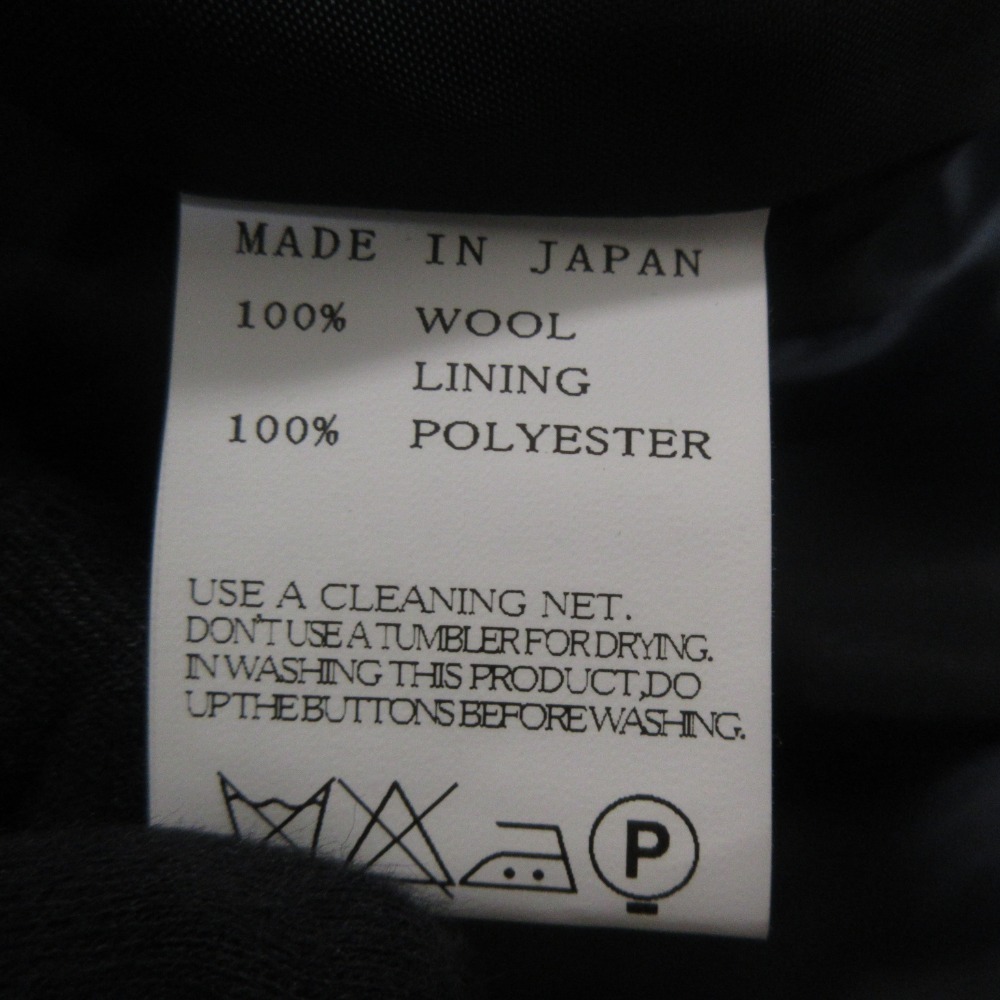 MADE IN JAPAN
100% WOOL
LINING
100% POLYESTER
USE A CLEANING NET.
DON'T USE A TUMBLER FOR DRYING.
IN WASHING THIS PRODUCT,DO
UP THE BUTTONS BEFORE WASHING.
P